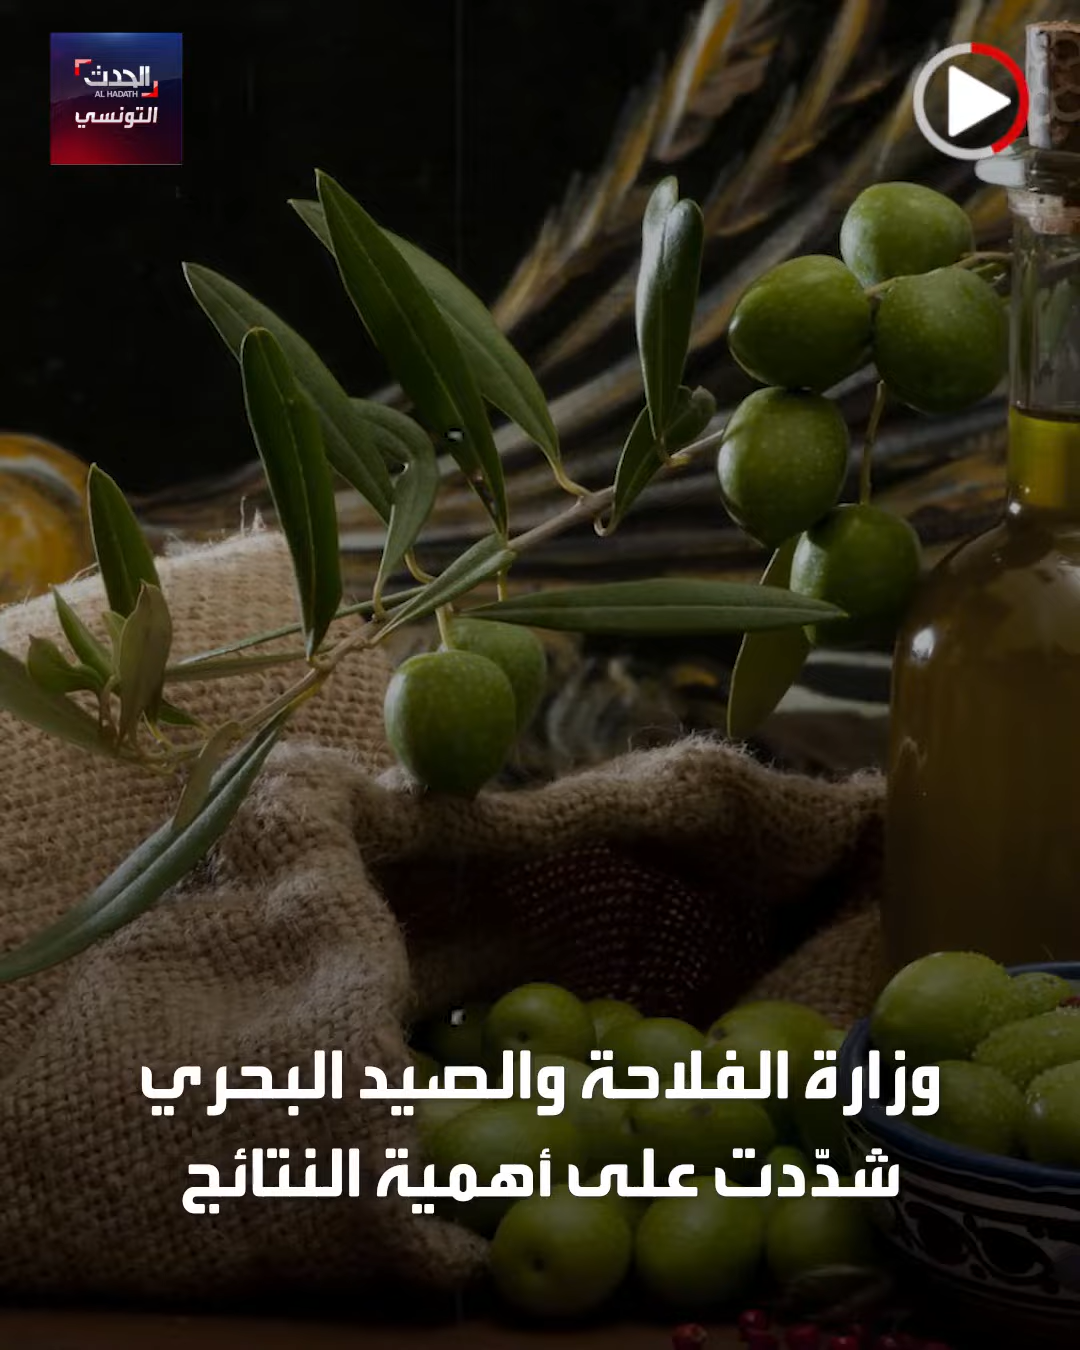 الحدث
AL HADATH
التونسي
وزارة الفلاحة والصيد البحري
شدّدت على أهمية النتائج